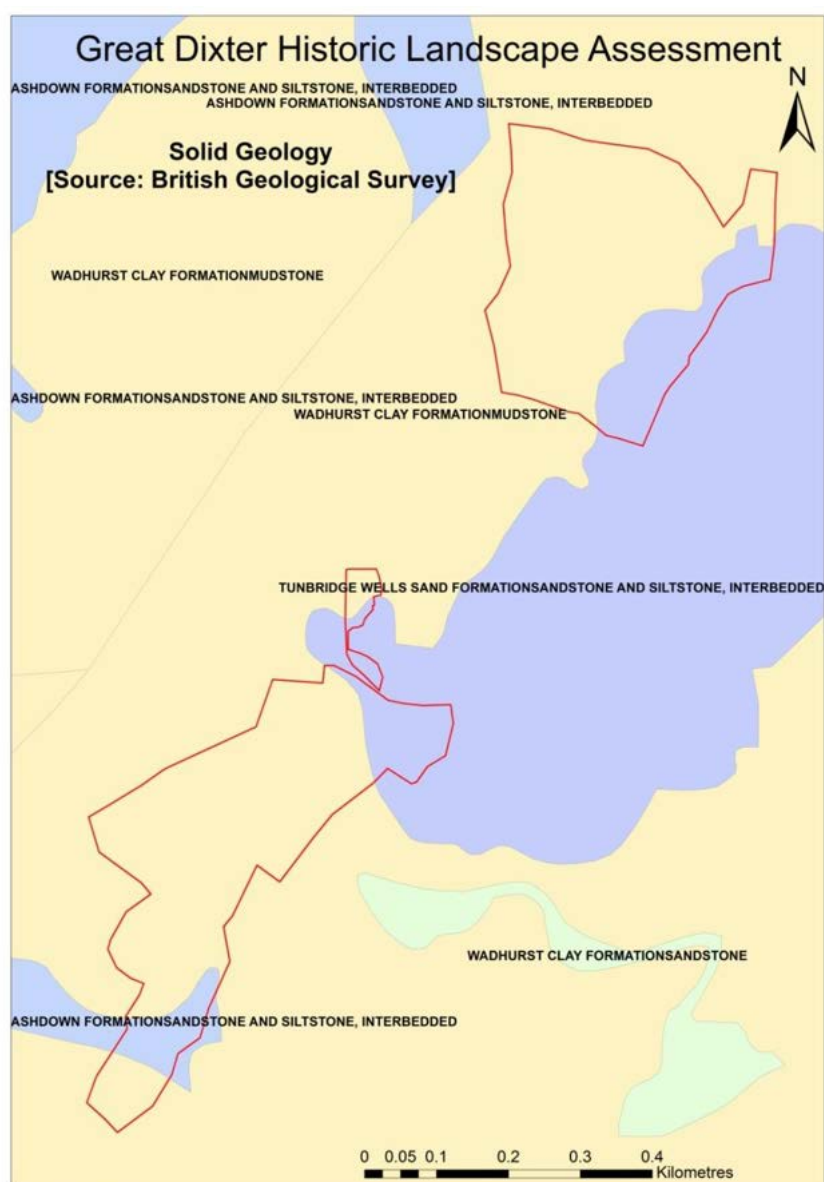 Great Dixter Historic Landscape Assessment
N
ASHDOWN FORMATIONSANDSTONE AND SILTSTONE, INTERBEDDED
ASHDOWN FORMATIONSANDSTONE AND SILTSTONE, INTERBEDDED
Solid Geology
[Source: British Geological Survey]
WADHURST CLAY FORMATIONMUDSTONE
ASHDOWN FORMATIONSANDSTONE AND SILTSTONE, INTERBEDDED
WADHURST CLAY FORMATIONMUDSTONE
TUNBRIDGE WELLS SAND FORMATIONSANDSTONE AND SILTSTONE, INTERBEDDED
WADHURST CLAY FORMATIONSANDSTONE
ASHDOWN FORMATIONSANDSTONE AND SILTSTONE, INTERBEDDED
0 0.05 0.1 0.2 0.3 0.4
Kilometres